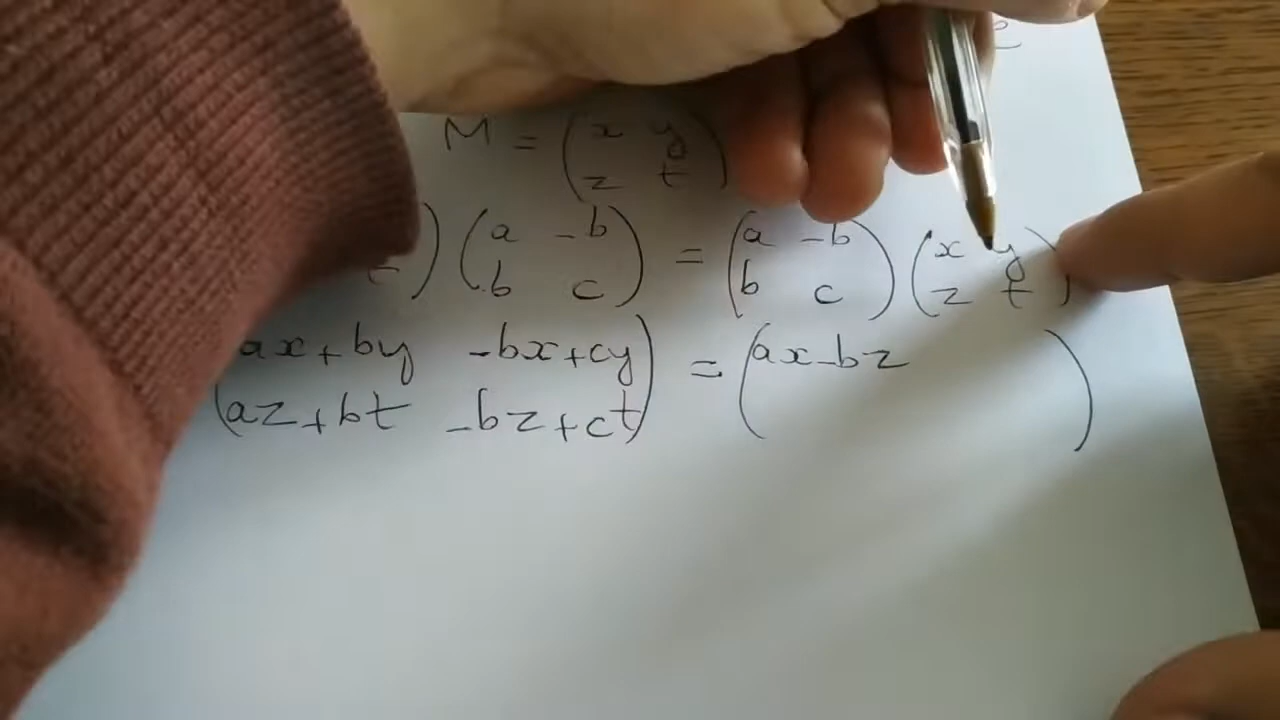 M = (x y
z t)
) (a -b = (a -b (x y
t) (b c) b c) z t)
ax+by -bx+cy) = (ax-bz
(az+bt -bz+ct) )